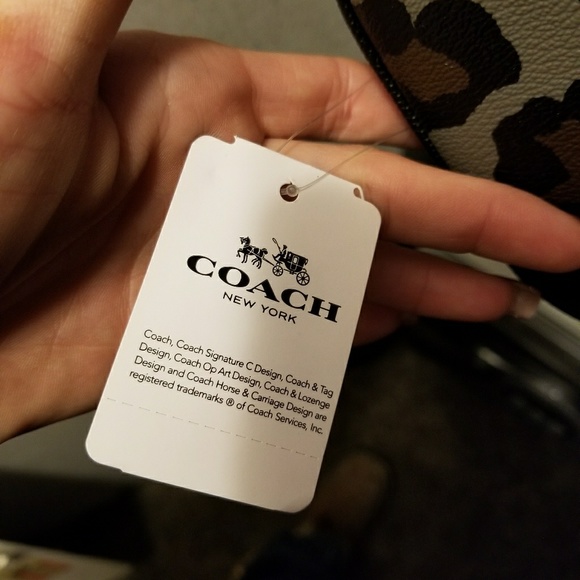 COACH
NEW YORK
Coach, Coach Signature C Design, Coach & Tag
Design, Coach Op Art Design, Coach & Lozenge
Design and Coach Horse & Carriage Design are
registered trademarks ® of Coach Services, Inc.